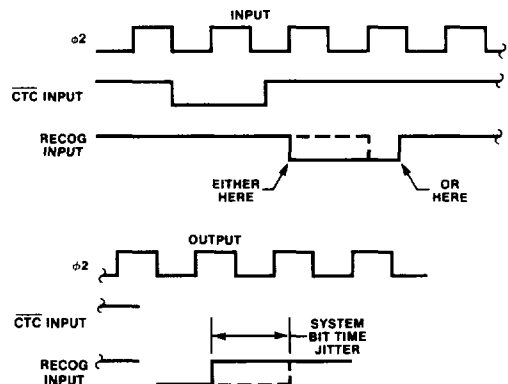 INPUT
φ2
CTC INPUT
RECOG
INPUT
EITHER
HERE
OR
HERE
OUTPUT
φ2
CTC INPUT
SYSTEM
BIT TIME
JITTER
RECOG
INPUT